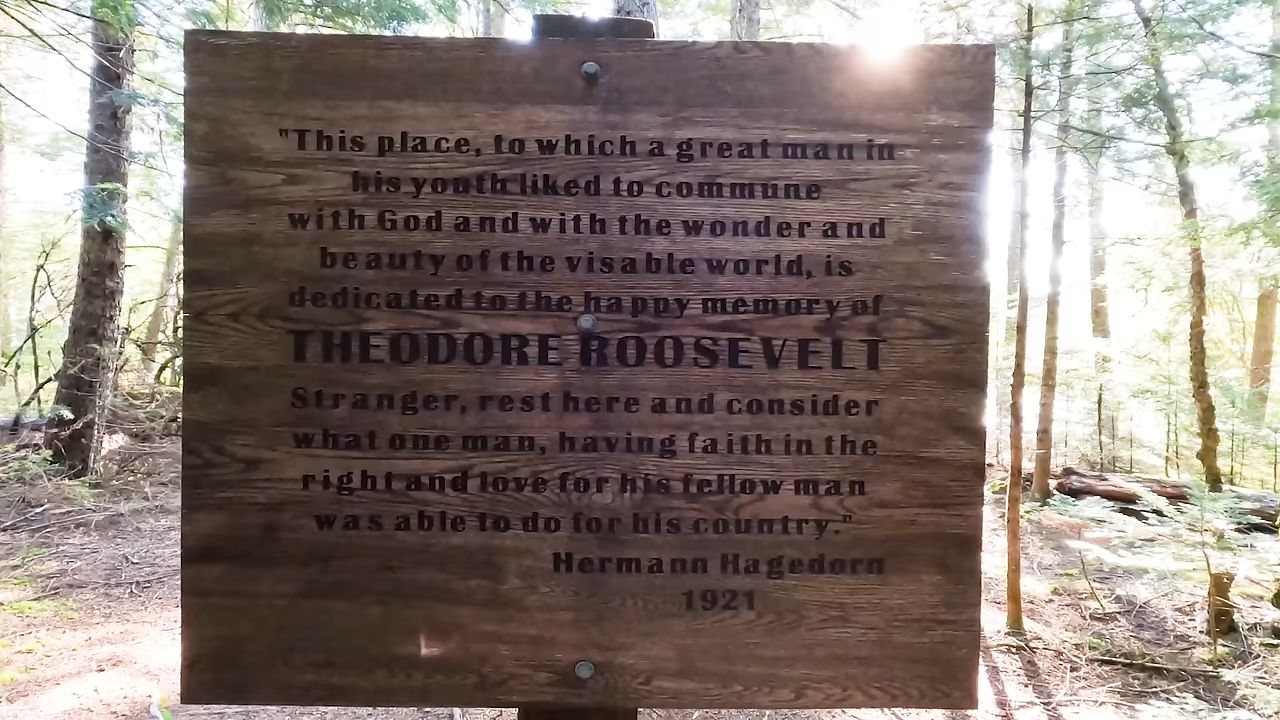 "This place, to which a great man in
his youth liked to commune
with God and with the wonder and
beauty of the visable world, is
dedicated to the happy memory of
THEODORE ROOSEVELT
Stranger, rest here and consider
what one man, having faith in the
right and love for his fellow man
was able to do for his country."
Hermann Hagedorn
1921